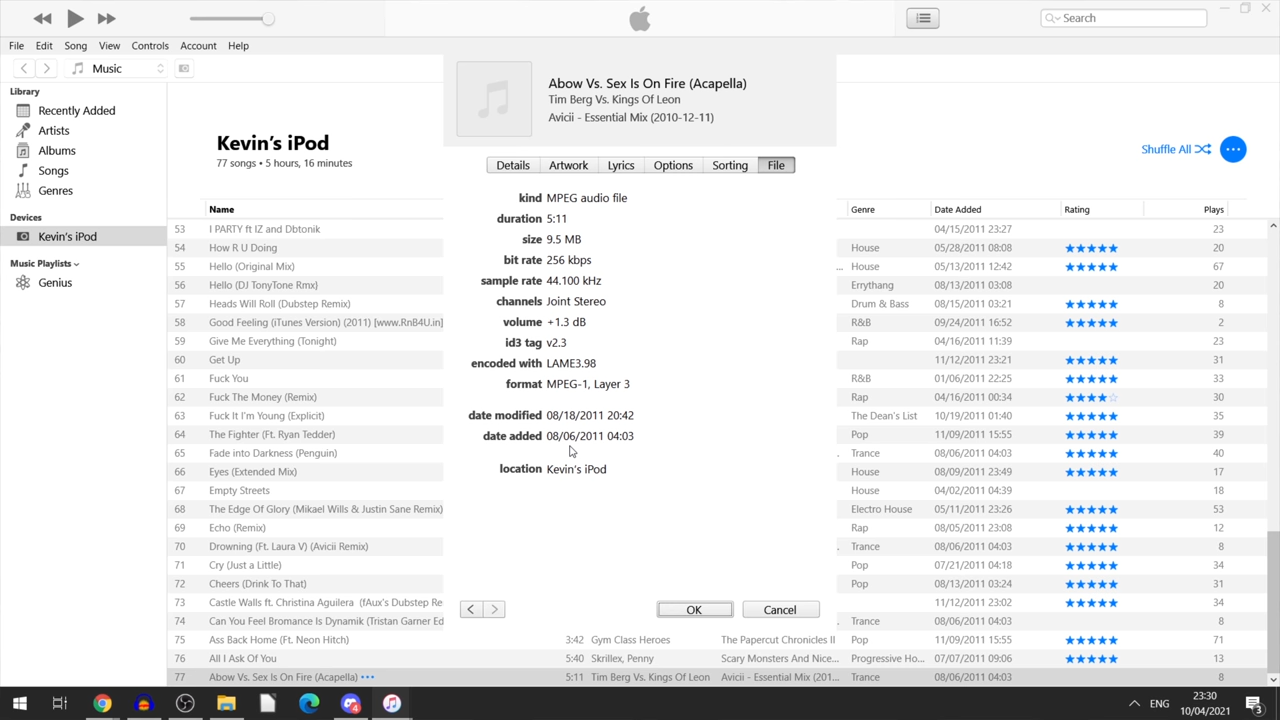 Search
File Edit Song View Controls Account Help
Music
Library
Recently Added
Artists
Albums
Songs
Genres
Devices
Kevin's iPod
Music Playlists
Genius
Kevin's iPod
77 songs • 5 hours, 16 minutes
Shuffle All
Abow Vs. Sex Is On Fire (Acapella)
Tim Berg Vs. Kings Of Leon
Avicii - Essential Mix (2010-12-11)
Details Artwork Lyrics Options Sorting File
kind MPEG audio file
duration 5:11
size 9.5 MB
bit rate 256 kbps
sample rate 44.100 kHz
channels Joint Stereo
volume +1.3 dB
id3 tag v2.3
encoded with LAME3.98
format MPEG-1, Layer 3
date modified 08/18/2011 20:42
date added 08/06/2011 04:03
location Kevin's iPod
OK Cancel
Name Genre Date Added Rating Plays
53 I PARTY ft IZ and Dbtonik 04/15/2011 23:27 23
54 How R U Doing House 05/28/2011 08:08 ★★★★★ 20
55 Hello (Original Mix) ... House 05/13/2011 12:42 ★★★★★ 67
56 Hello (DJ TonyTone Rmx) Errythang 08/13/2011 03:08 20
57 Heads Will Roll (Dubstep Remix) Drum & Bass 08/15/2011 03:21 ★★★★★ 8
58 Good Feeling (iTunes Version) (2011) [www.RnB4U.in] R&B 09/24/2011 16:52 ★★★★★ 2
59 Give Me Everything (Tonight) Rap 04/16/2011 11:39 23
60 Get Up 11/12/2011 23:21 ★★★★★ 31
61 Fuck You R&B 01/06/2011 22:25 ★★★★★ 33
62 Fuck The Money (Remix) Rap 04/16/2011 00:34 ★★★★☆ 30
63 Fuck It I'm Young (Explicit) The Dean's List 10/19/2011 01:40 ★★★★★ 35
64 The Fighter (Ft. Ryan Tedder) Pop 11/09/2011 15:55 ★★★★★ 39
65 Fade into Darkness (Penguin) . Trance 08/06/2011 04:03 ★★★★★ 40
66 Eyes (Extended Mix) House 08/09/2011 23:49 ★★★★★ 17
67 Empty Streets House 04/02/2011 04:39 18
68 The Edge Of Glory (Mikael Wills & Justin Sane Remix) Electro House 05/11/2011 23:26 ★★★★★ 53
69 Echo (Remix) Rap 08/05/2011 23:08 ★★★★★ 12
70 Drowning (Ft. Laura V) (Avicii Remix) . Trance 08/06/2011 04:03 ★★★★★ 8
71 Cry (Just a Little) Pop 07/21/2011 04:18 ★★★★★ 34
72 Cheers (Drink To That) Pop 08/13/2011 03:24 ★★★★★ 31
73 Castle Walls ft. Christina Aguilera (fAux's Dubstep Re 11/12/2011 23:02 ★★★★★ 34
74 Can You Feel Bromance Is Dynamik (Tristan Garner Ed . Trance 08/06/2011 04:03 8
75 Ass Back Home (Ft. Neon Hitch) 3:42 Gym Class Heroes The Papercut Chronicles II Pop 11/09/2011 15:55 ★★★★★ 71
76 All I Ask Of You 5:40 Skrillex, Penny Scary Monsters And Nice... Progressive Ho... 07/07/2011 09:06 ★★★★★ 13
77 Abow Vs. Sex Is On Fire (Acapella) ••• 5:11 Tim Berg Vs. Kings Of Leon Avicii - Essential Mix (201... Trance 08/06/2011 04:03 8
4
ENG
23:30
10/04/2021
3